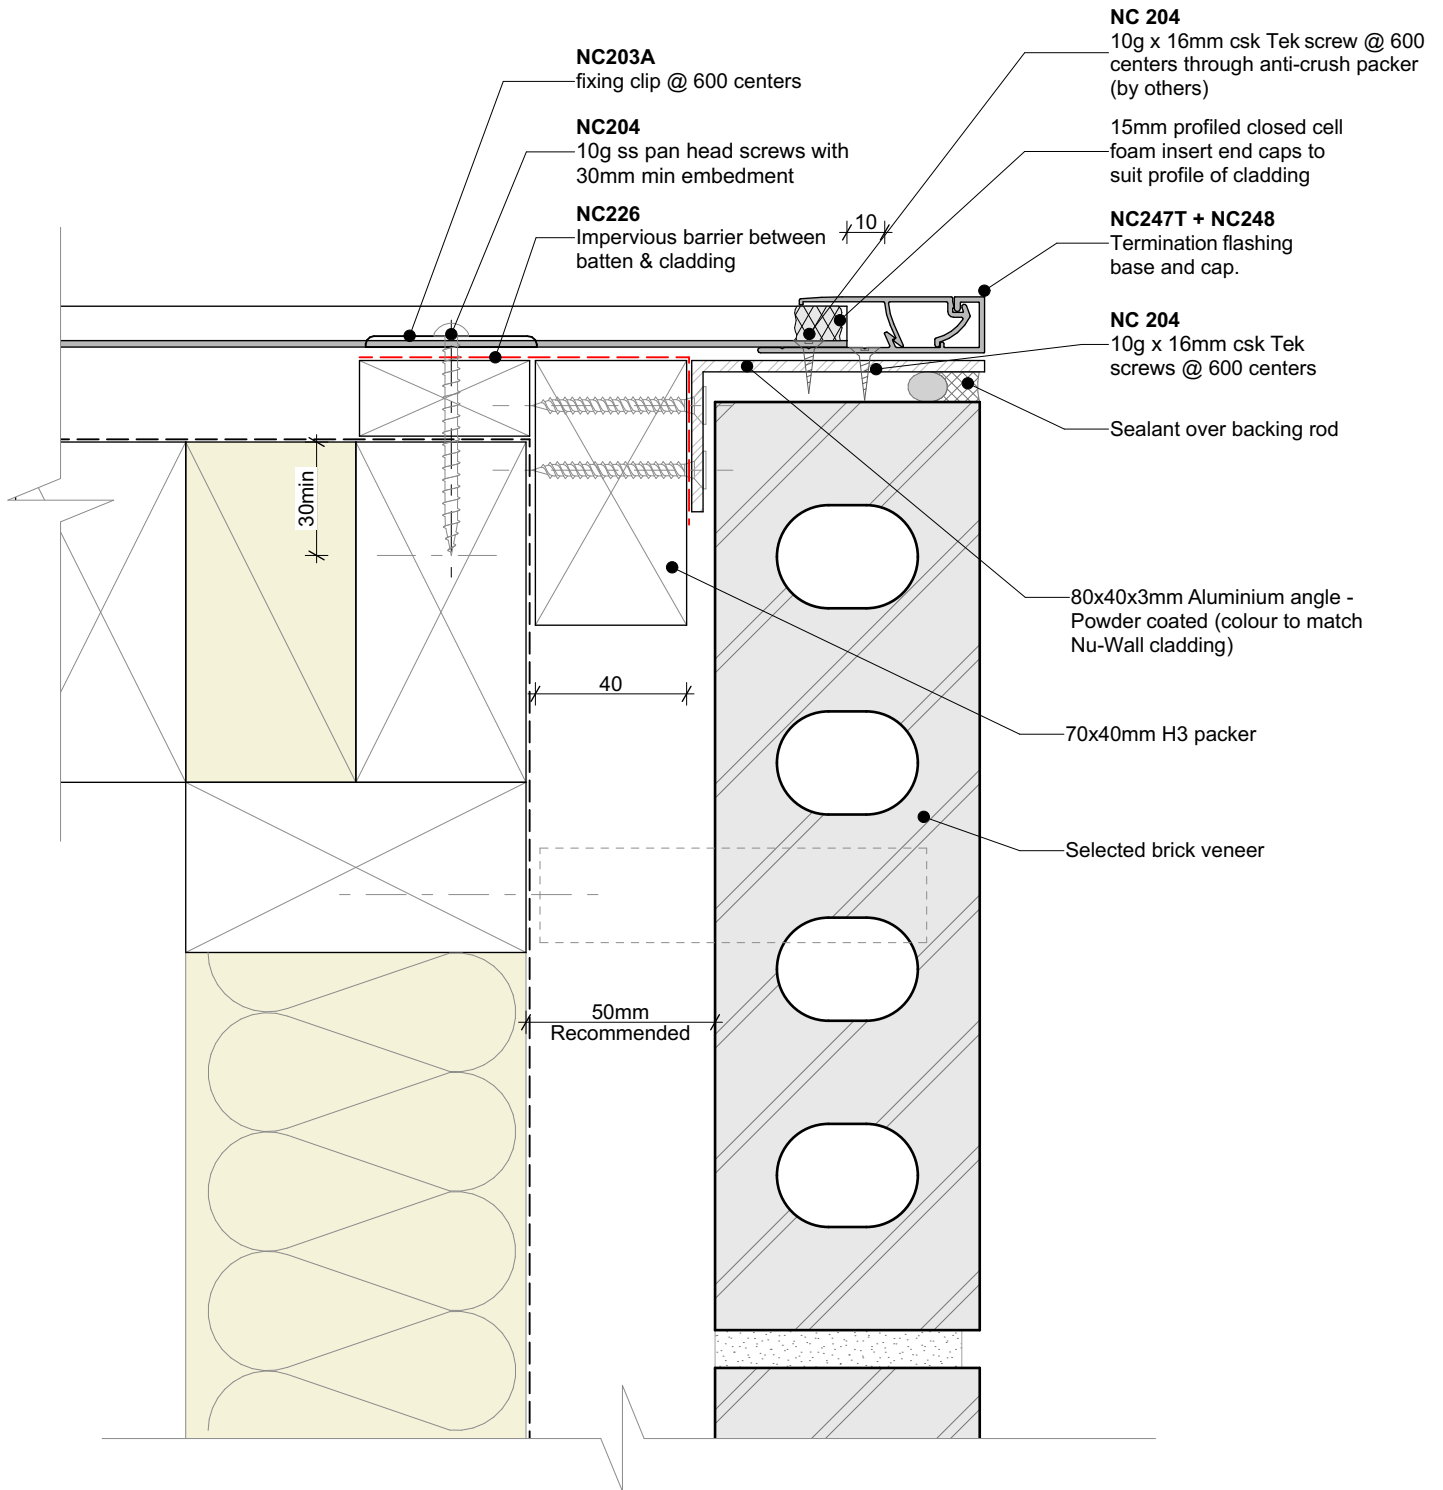 NC203A
fixing clip @ 600 centers
NC204
10g ss pan head screws with
30mm min embedment
NC226
Impervious barrier between
batten & cladding
10
NC 204
10g x 16mm csk Tek screw @ 600
centers through anti-crush packer
(by others)
15mm profiled closed cell
foam insert end caps to
suit profile of cladding
NC247T + NC248
Termination flashing
base and cap.
NC 204
10g x 16mm csk Tek
screws @ 600 centers
Sealant over backing rod
30min
80x40x3mm Aluminium angle -
Powder coated (colour to match
Nu-Wall cladding)
40
70x40mm H3 packer
Selected brick veneer
50mm
Recommended